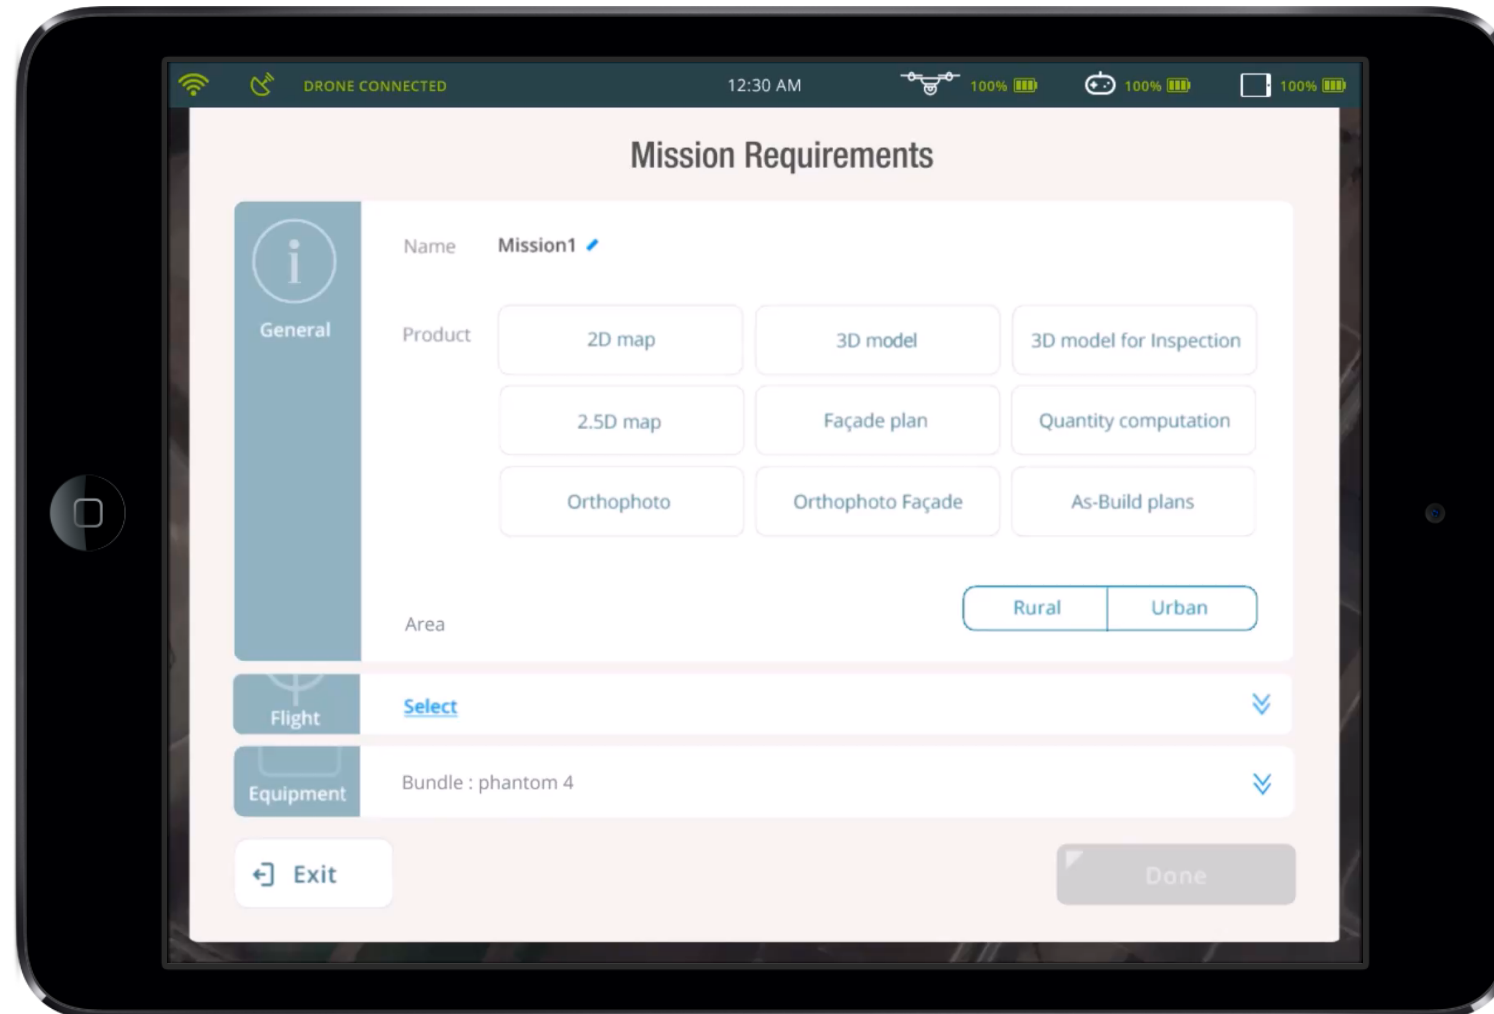 DRONE CONNECTED 12:30 AM 100% 100% 100%
Mission Requirements
General
Name Mission1
Product 2D map 3D model 3D model for Inspection
2.5D map Façade plan Quantity computation
Orthophoto Orthophoto Façade As-Build plans
Area Rural Urban
Flight Select
Equipment Bundle : phantom 4
Exit Done